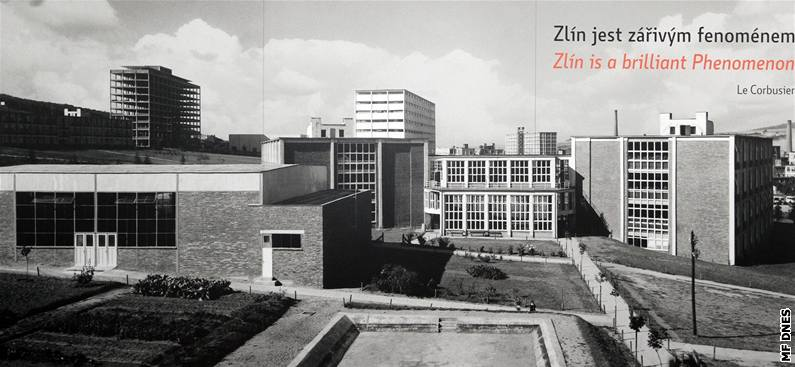 Zlín jest zářivým fenoménem
Zlín is a brilliant Phenomenon
Le Corbusier
MF DNES